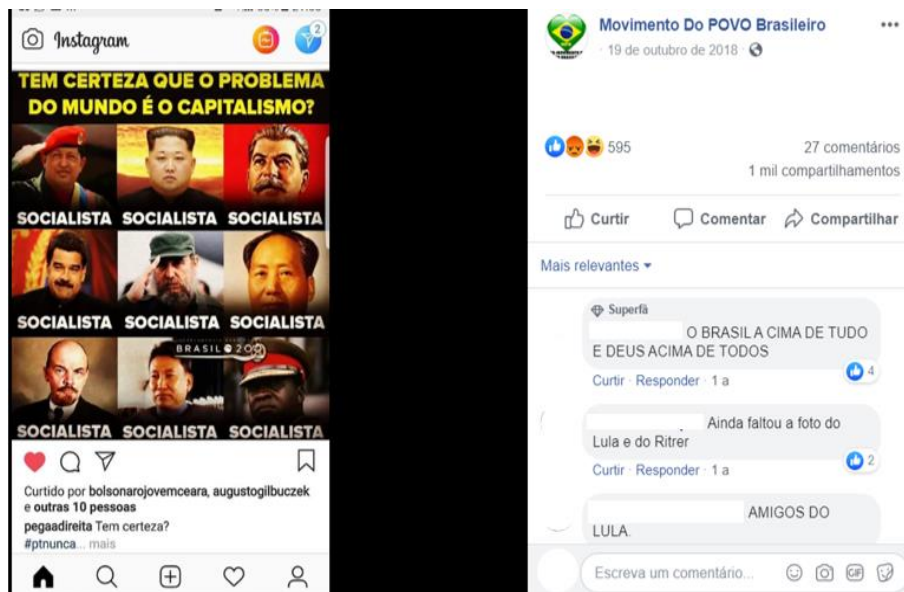 Instagram
2
TEM CERTEZA QUE O PROBLEMA
DO MUNDO É O CAPITALISMO?
SOCIALISTA SOCIALISTA SOCIALISTA
SOCIALISTA SOCIALISTA SOCIALISTA
BRASIL 200
SOCIALISTA SOCIALISTA SOCIALISTA
Curtido por bolsonarojovemceara, augustogilbuczek
e outras 10 pessoas
pegaadireita Tem certeza?
#ptnunca... mais
Movimento Do POVO Brasileiro
19 de outubro de 2018 ·
595
27 comentários
1 mil compartilhamentos
Curtir Comentar Compartilhar
Mais relevantes
Superfã
O BRASIL A CIMA DE TUDO
E DEUS ACIMA DE TODOS
4
Curtir · Responder · 1 a
Ainda faltou a foto do
Lula e do Ritrer
2
Curtir · Responder · 1 a
AMIGOS DO
LULA.
Escreva um comentário...
GIF